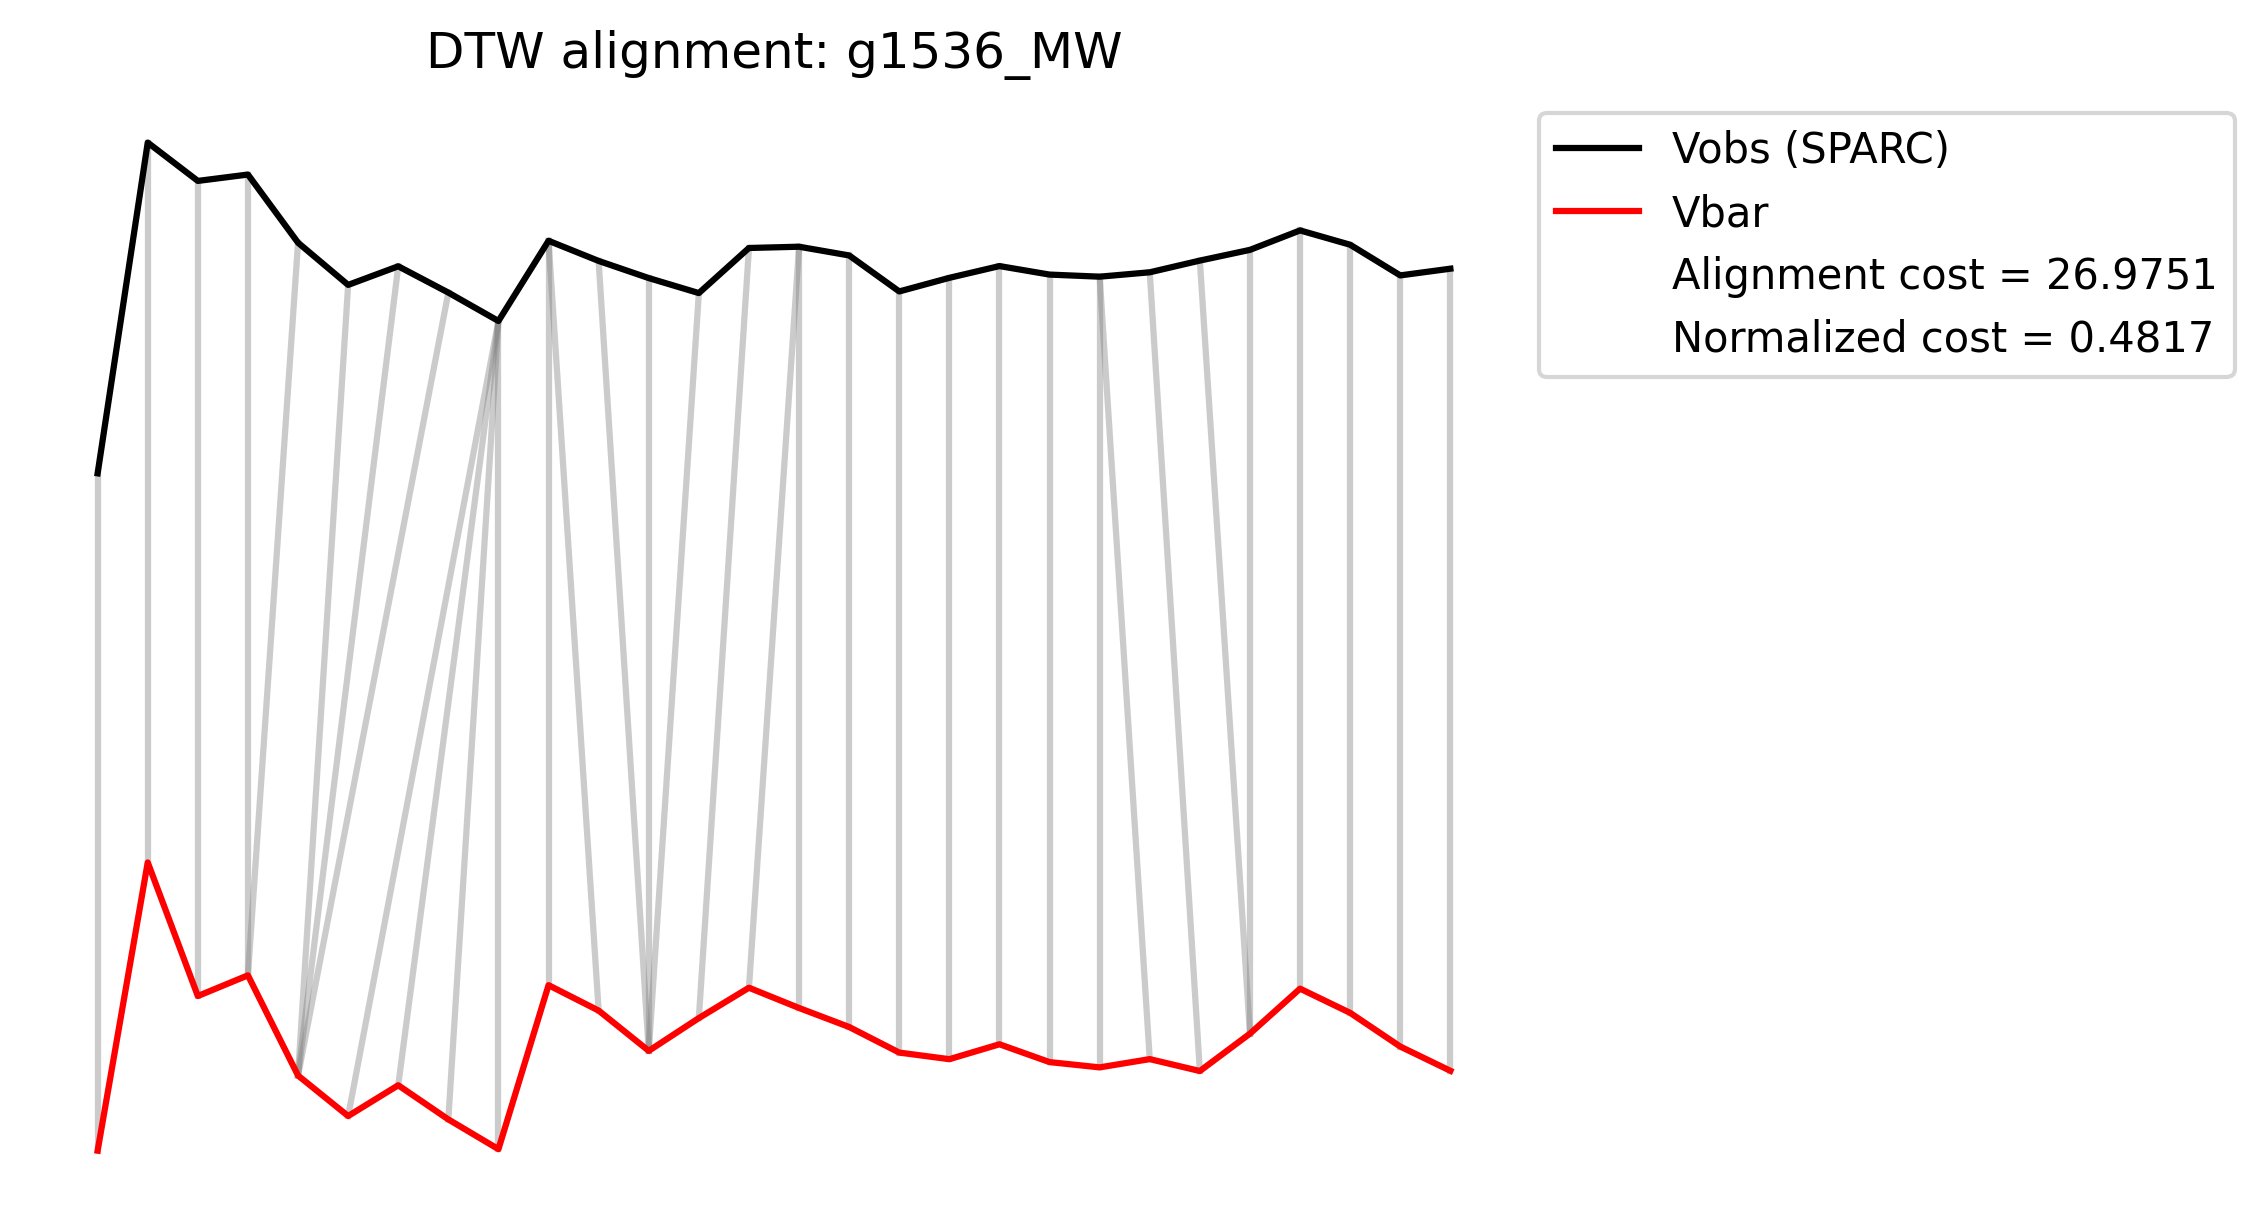 DTW alignment: g1536_MW
Vobs (SPARC)
Vbar
Alignment cost = 26.9751
Normalized cost = 0.4817